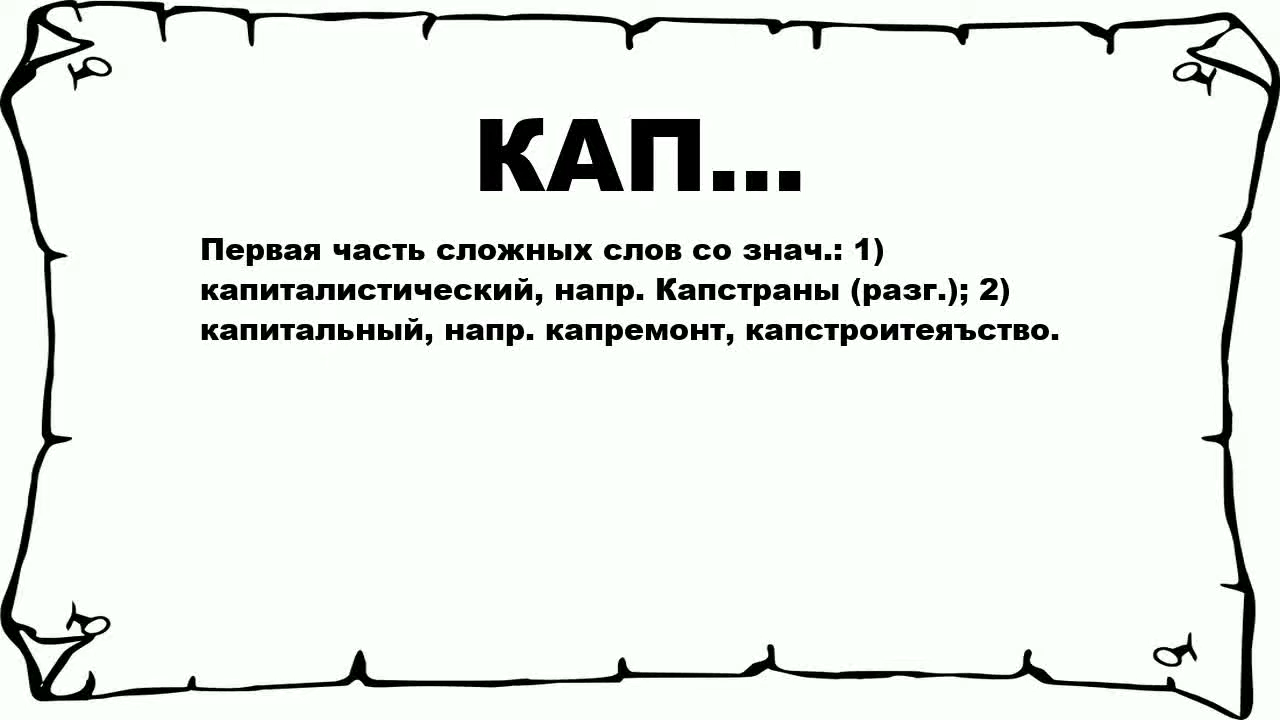 КАП...
Первая часть сложных слов со знач.: 1)
капиталистический, напр. Капстраны (разг.); 2)
капитальный, напр. капремонт, капстроитеяъство.